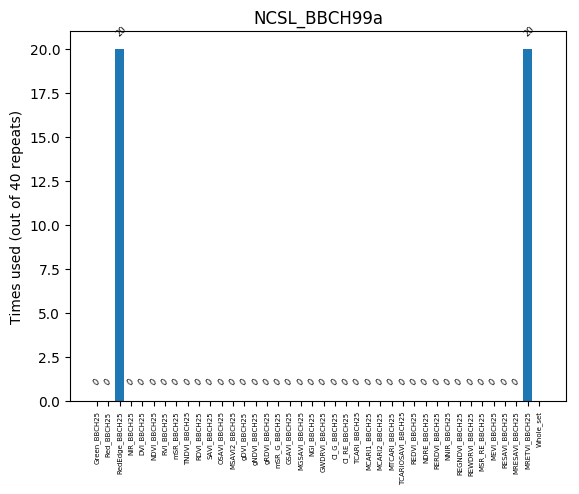 NCSL_BBCH99a
20 20
20.0
17.5
15.0
12.5
10.0
7.5
5.0
2.5
0.0
Times used (out of 40 repeats)
0 0 0 0 0 0 0 0 0 0 0 0 0 0 0 0 0 0 0 0 0 0 0 0 0 0 0 0 0 0 0 0 0 0 0 0 0
Green_BBCH25
Red_BBCH25
RedEdge_BBCH25
NIR_BBCH25
DVI_BBCH25
NDVI_BBCH25
RVI_BBCH25
mSR_BBCH25
TNDVI_BBCH25
RDVI_BBCH25
SAVI_BBCH25
OSAVI_BBCH25
MSAVI2_BBCH25
gDVI_BBCH25
gNDVI_BBCH25
gRDVI_BBCH25
mSR_G_BBCH25
GSAVI_BBCH25
MGSAVI_BBCH25
NGI_BBCH25
GWDRVI_BBCH25
CI_G_BBCH25
CI_RE_BBCH25
TCARI_BBCH25
MCARI1_BBCH25
MCARI2_BBCH25
MTCARI_BBCH25
TCARIOSAVI_BBCH25
REDVI_BBCH25
NDRE_BBCH25
RERDVI_BBCH25
NNIR_BBCH25
REGNDVI_BBCH25
REWDRVI_BBCH25
MSR_RE_BBCH25
MEVI_BBCH25
RESAVI_BBCH25
MRESAVI_BBCH25
MRETVI_BBCH25
Whole_set